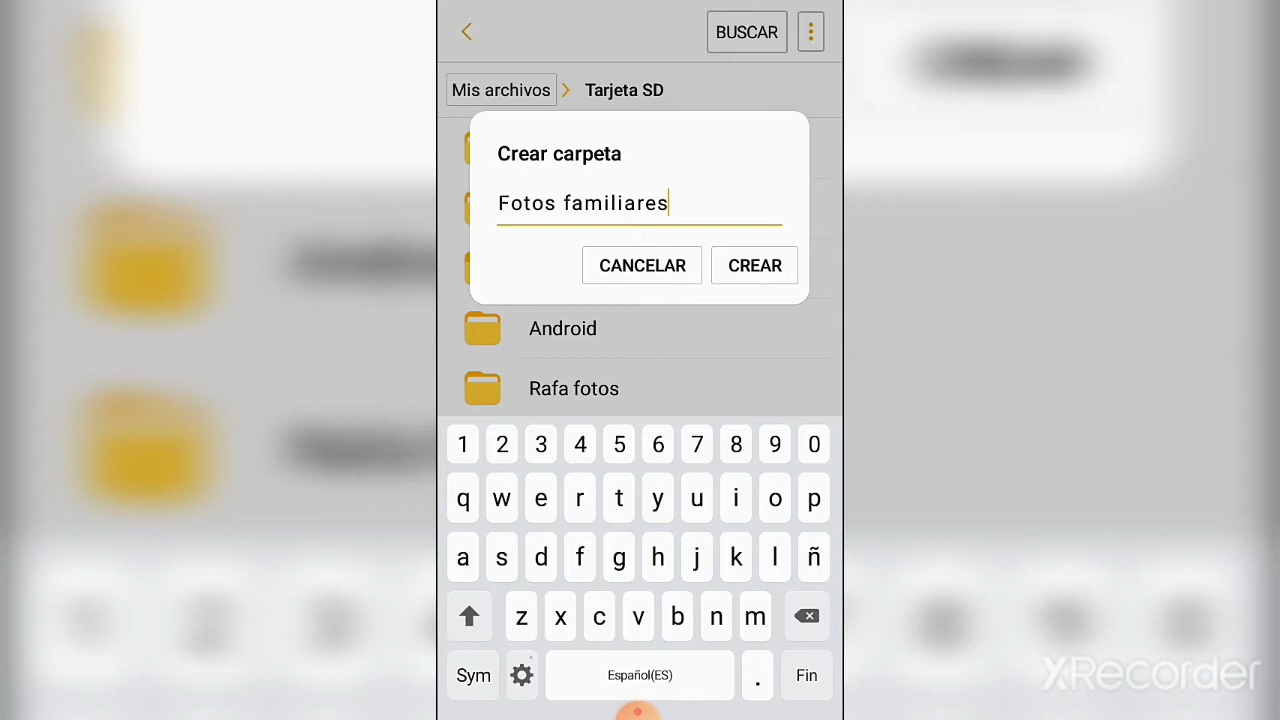 BUSCAR
Mis archivos > Tarjeta SD
Crear carpeta
Fotos familiares
CANCELAR CREAR
Android
Rafa fotos
1 2 3 4 5 6 7 8 9 0
q w e r t y u i o p
a s d f g h j k l ñ
z x c v b n m
Sym Español(ES) . Fin
XRecorder